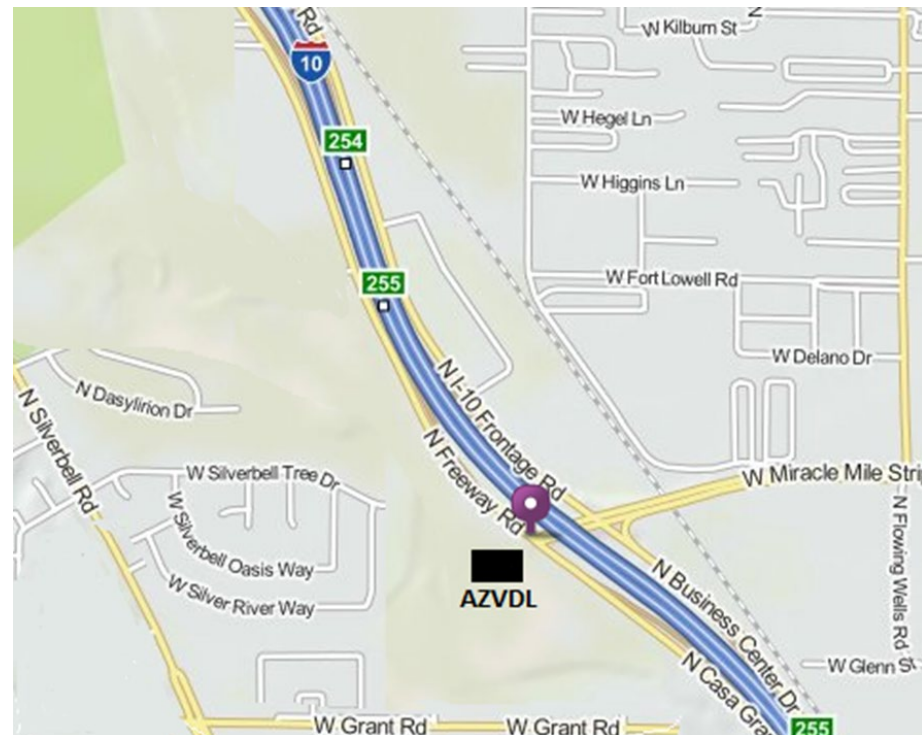 Rd
W Kilburn St
N
10
W Hegel Ln
254
W Higgins Ln
W Fort Lowell Rd
255
W Delano Dr
N Dasylirion Dr
N I-10 Frontage Rd
N Silverbell Rd
N Freeway Rd
W Silverbell Tree Dr
W Miracle Mile Stri
W Silverbell Oasis Way
N Flowing Wells Rd
AZVDL
W Silver River Way
N Business Center Dr
W Glenn St
N Casa Gra
W Grant Rd
W Grant Rd
255